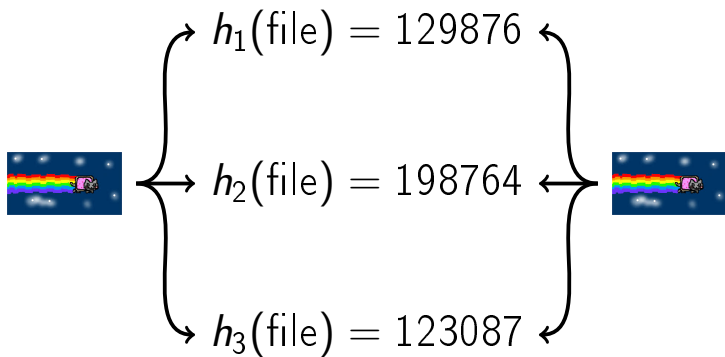 h₁(file) = 129876
h₂(file) = 198764
h₃(file) = 123087